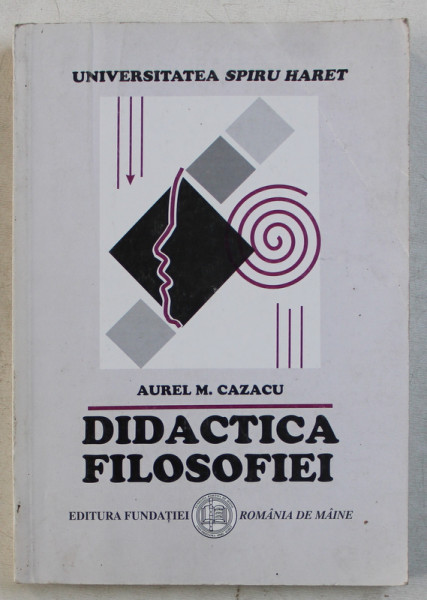 UNIVERSITATEA SPIRU HARET
AUREL M. CAZACU
DIDACTICA
FILOSOFIEI
EDITURA FUNDAȚIEI ROMÂNIA DE MÂINE